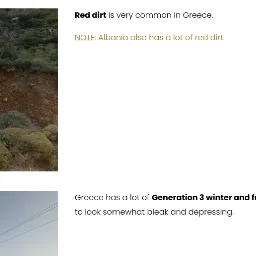 Red dirt is very common in Greece.
NOTE: Albania also has a lot of red dirt.
Greece has a lot of Generation 3 winter and
to look somewhat bleak and depressing.